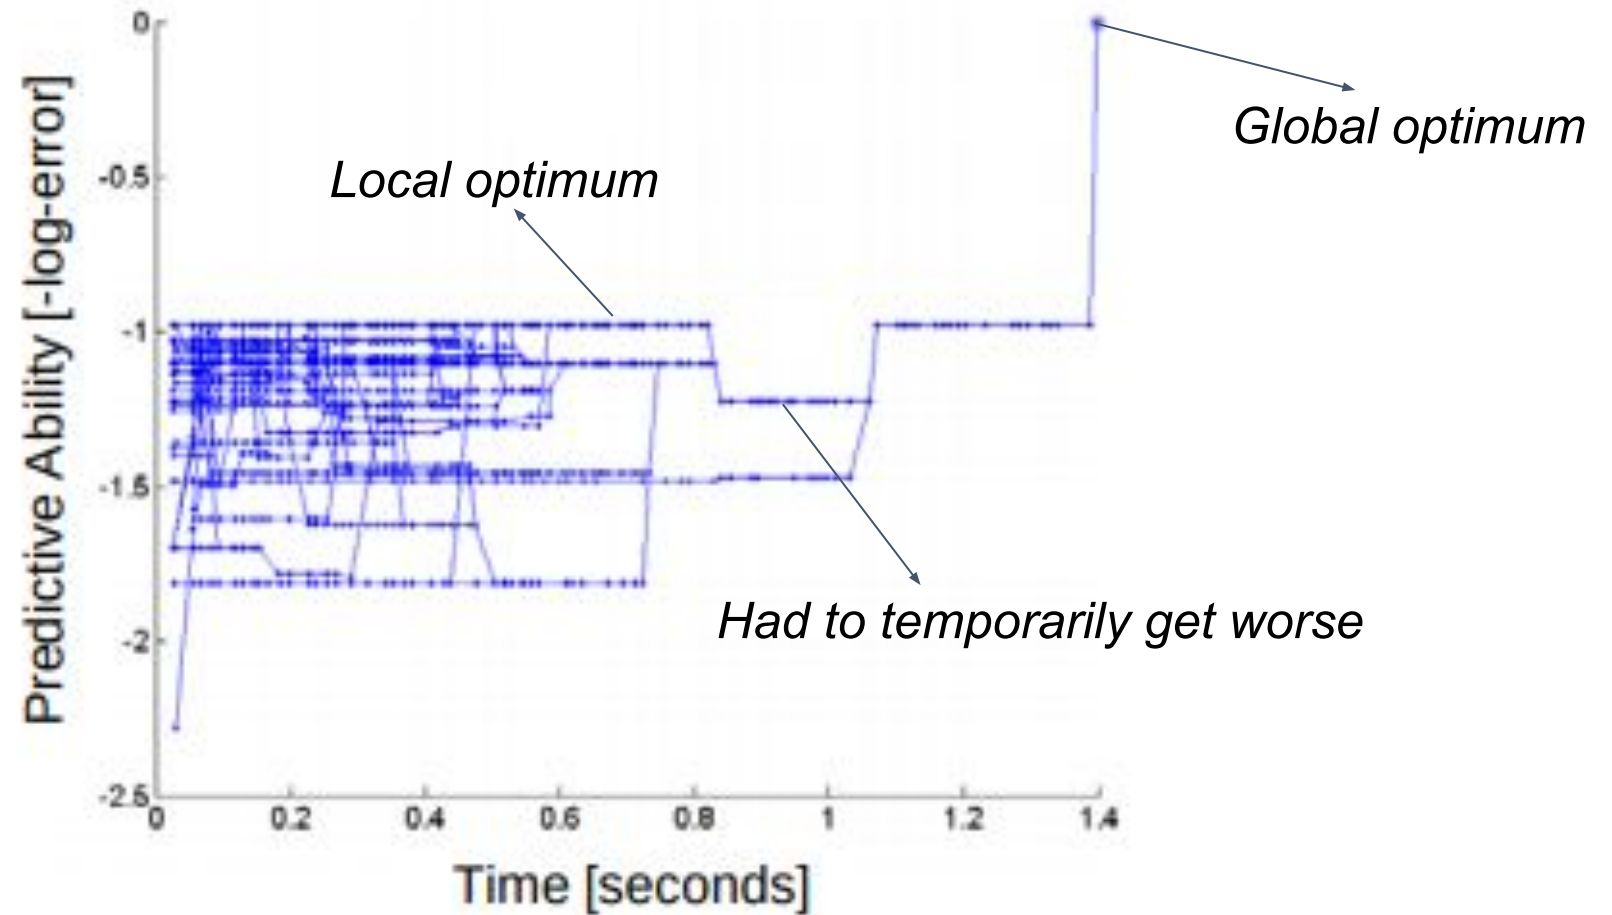 Predictive Ability [-log-error]
0
-0.5
-1
-1.5
-2
-2.5
Local optimum
Global optimum
Had to temporarily get worse
0 0.2 0.4 0.6 0.8 1 1.2 1.4
Time [seconds]